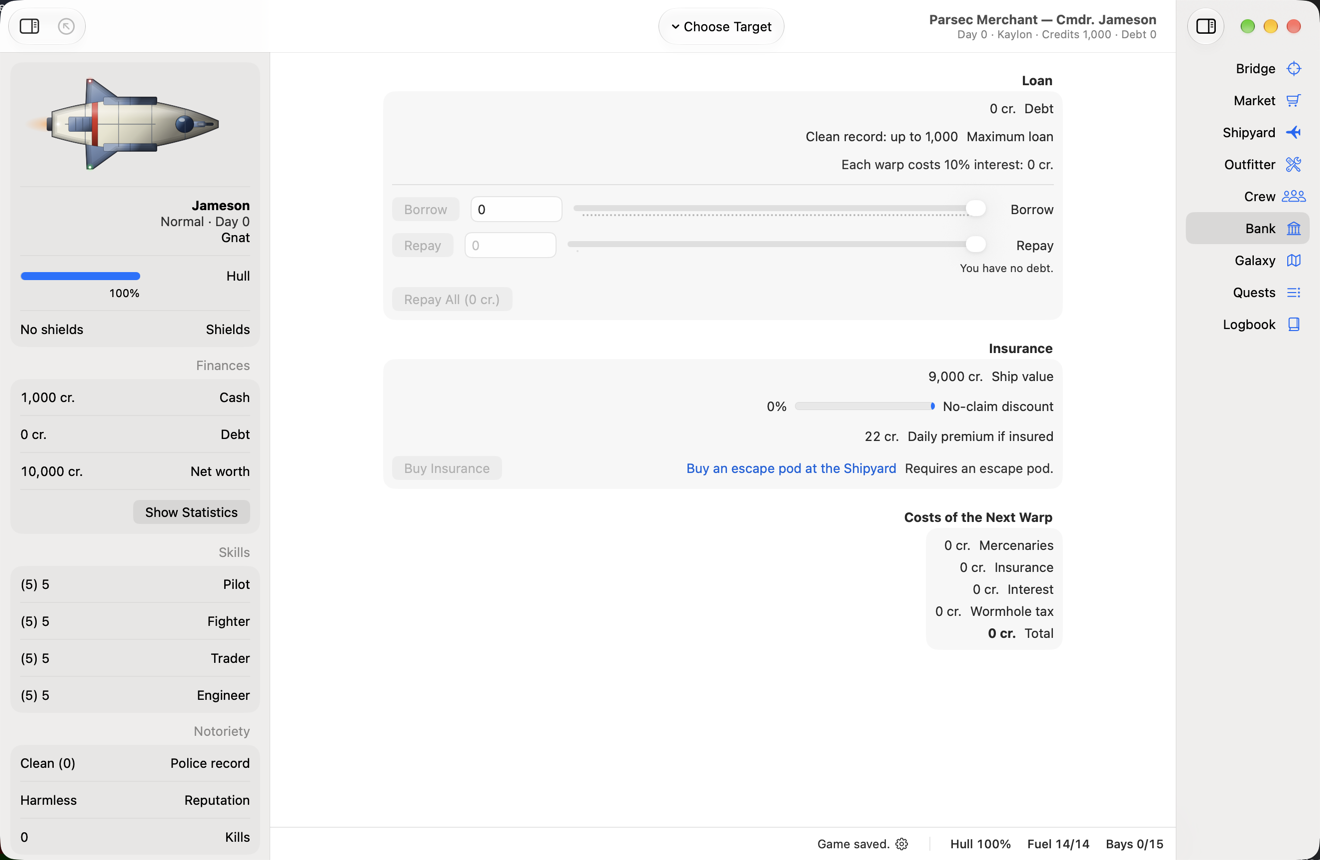 Choose Target
Parsec Merchant — Cmdr. Jameson
Day 0 · Kaylon · Credits 1,000 · Debt 0
Bridge
Market
Shipyard
Outfitter
Crew
Bank
Galaxy
Quests
Logbook
Jameson
Normal · Day 0
Gnat
Hull
100%
Shields No shields
Finances
Cash 1,000 cr.
Debt 0 cr.
Net worth 10,000 cr.
Show Statistics
Skills
Pilot (5) 5
Fighter (5) 5
Trader (5) 5
Engineer (5) 5
Notoriety
Police record Clean (0)
Reputation Harmless
Kills 0
Loan
Debt 0 cr.
Maximum loan Clean record: up to 1,000
Each warp costs 10% interest: 0 cr.
Borrow 0 Borrow
Repay 0 Repay
You have no debt.
Repay All (0 cr.)
Insurance
Ship value 9,000 cr.
No-claim discount 0%
Daily premium if insured 22 cr.
Requires an escape pod. Buy an escape pod at the Shipyard Buy Insurance
Costs of the Next Warp
Mercenaries 0 cr.
Insurance 0 cr.
Interest 0 cr.
Wormhole tax 0 cr.
Total 0 cr.
Game saved.
Hull 100% Fuel 14/14 Bays 0/15